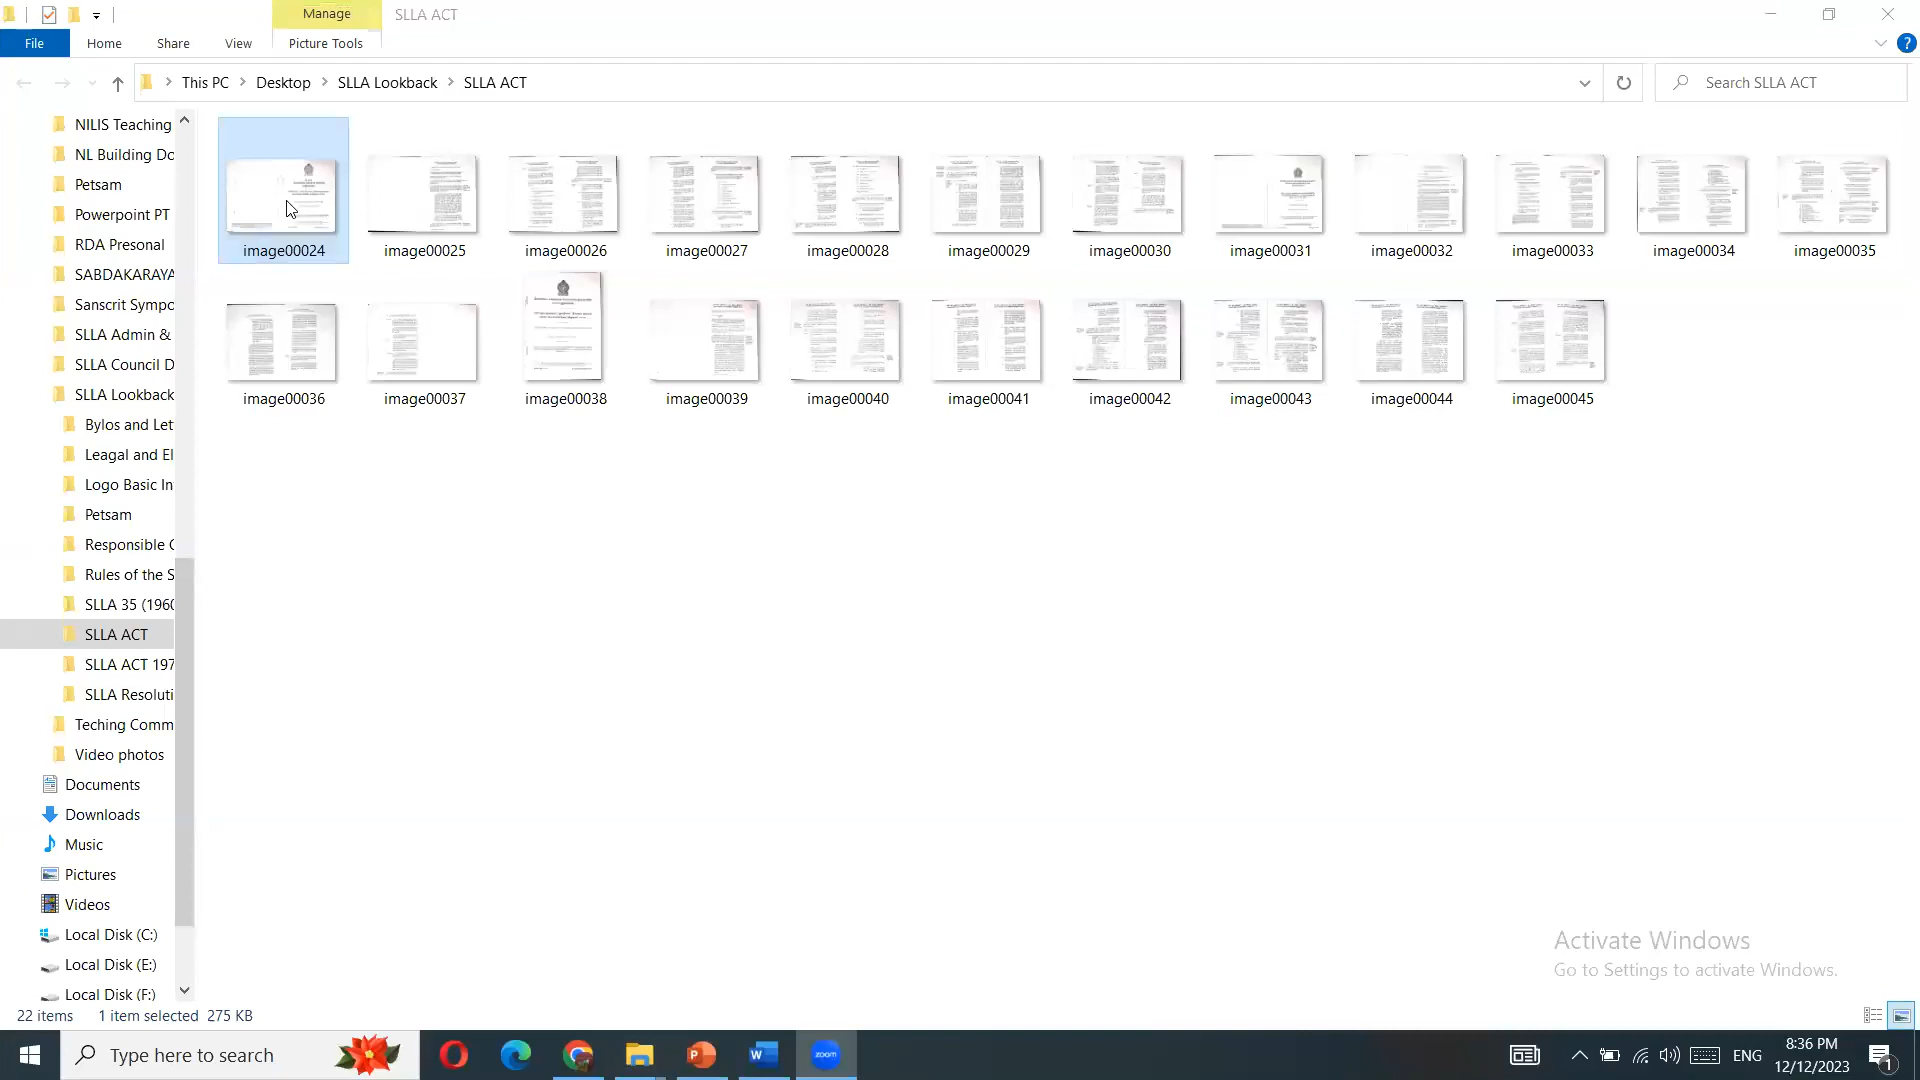 Manage
SLLA ACT
File
Home
Share
View
Picture Tools
This PC
Desktop
SLLA Lookback
SLLA ACT
Search SLLA ACT
NILIS Teaching
NL Building Do
Petsam
Powerpoint PT
RDA Presonal
SABDAKARAYA
Sanscrit Sympo
SLLA Admin &
SLLA Council D
SLLA Lookback
Bylos and Let
Leagal and El
Logo Basic In
Petsam
Responsible C
Rules of the S
SLLA 35 (1960
SLLA ACT
SLLA ACT 197
SLLA Resoluti
Teching Comm
Video photos
Documents
Downloads
Music
Pictures
Videos
Local Disk (C:)
Local Disk (E:)
Local Disk (F:)
image00024
image00025
image00026
image00027
image00028
image00029
image00030
image00031
image00032
image00033
image00034
image00035
image00036
image00037
image00038
image00039
image00040
image00041
image00042
image00043
image00044
image00045
Activate Windows
Go to Settings to activate Windows.
22 items
1 item selected 275 KB
Type here to search
zoom
ENG
8:36 PM
12/12/2023
1